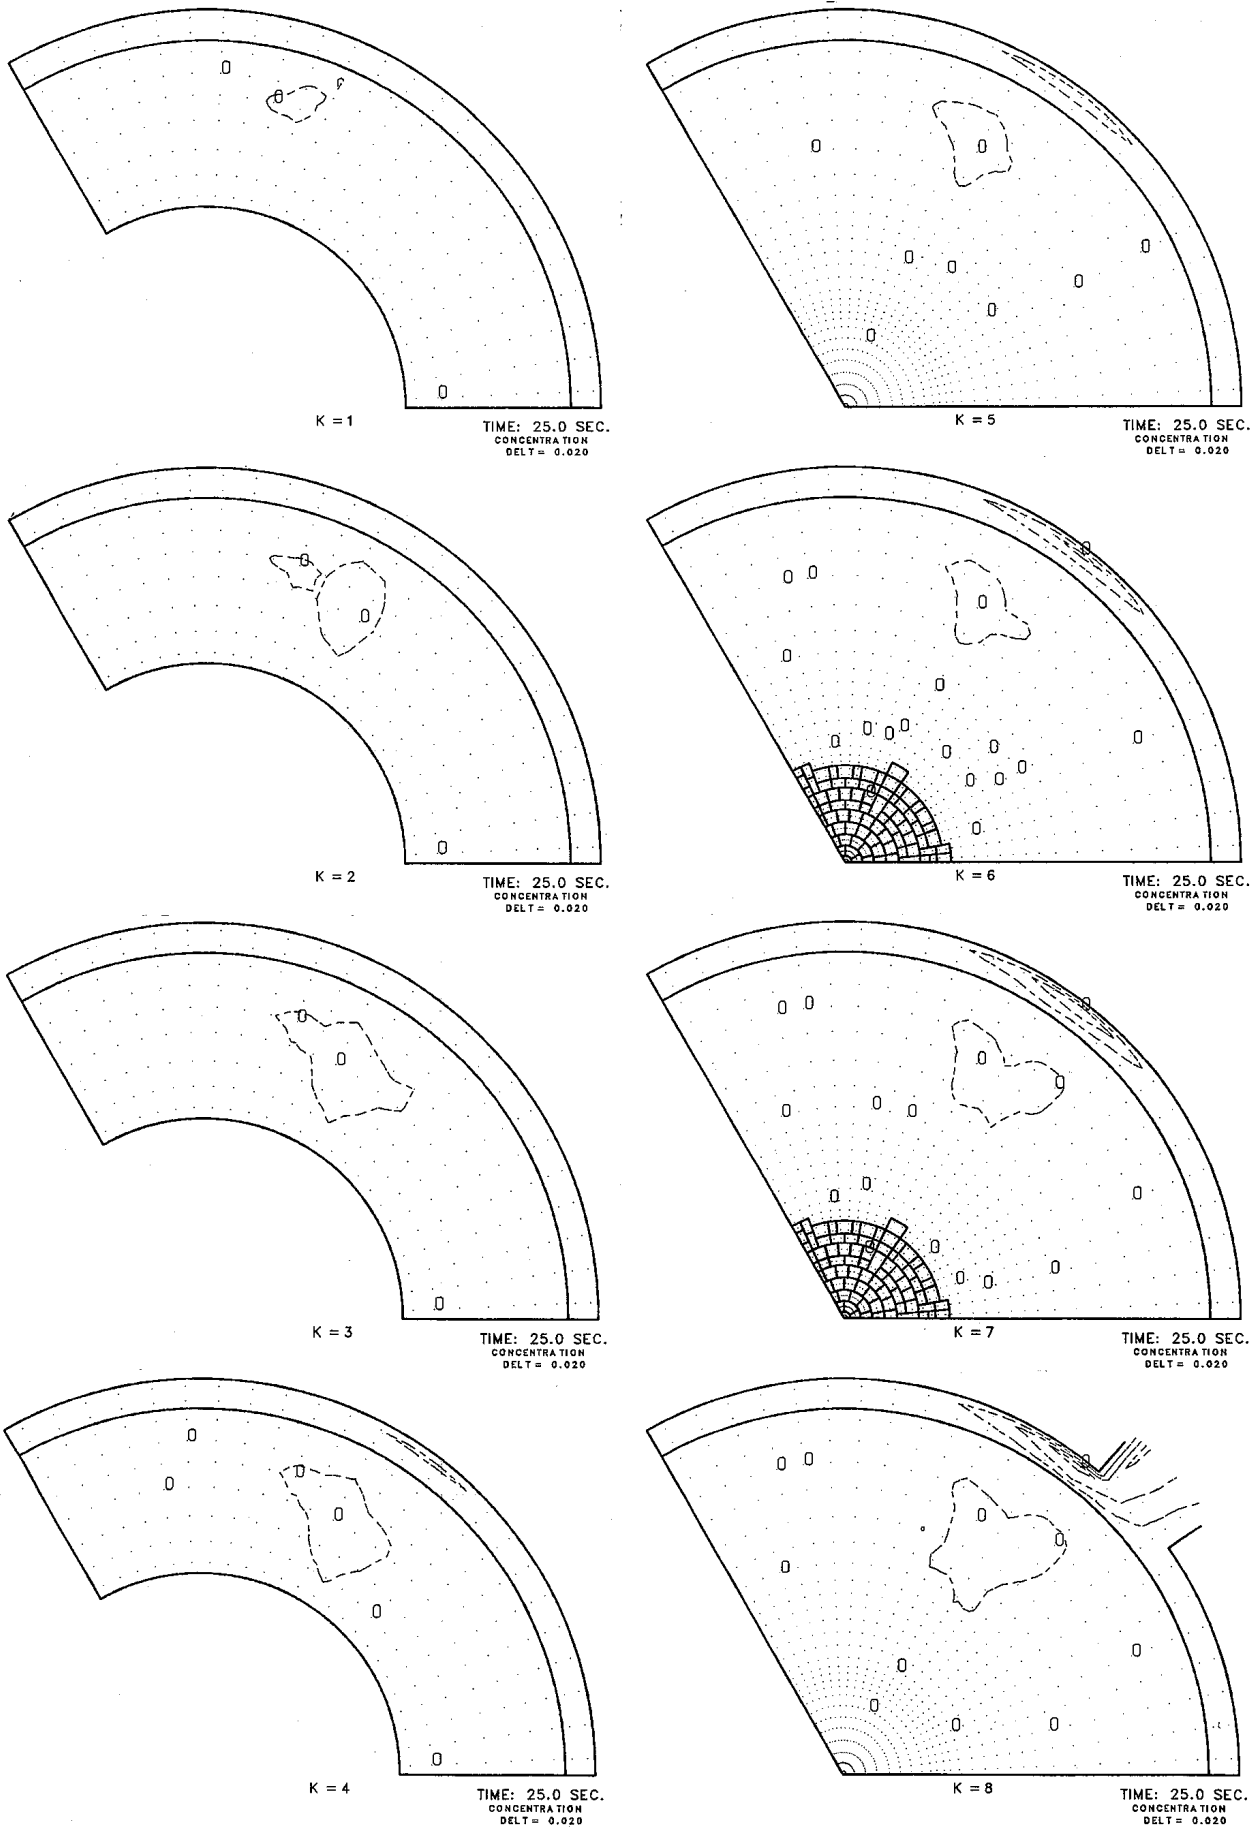 K = 1
TIME: 25.0 SEC.
CONCENTRATION
DELT = 0.020
K = 2
TIME: 25.0 SEC.
CONCENTRATION
DELT = 0.020
K = 3
TIME: 25.0 SEC.
CONCENTRATION
DELT = 0.020
K = 4
TIME: 25.0 SEC.
CONCENTRATION
DELT = 0.020
K = 5
TIME: 25.0 SEC.
CONCENTRATION
DELT = 0.020
K = 6
TIME: 25.0 SEC.
CONCENTRATION
DELT = 0.020
K = 7
TIME: 25.0 SEC.
CONCENTRATION
DELT = 0.020
K = 8
TIME: 25.0 SEC.
CONCENTRATION
DELT = 0.020